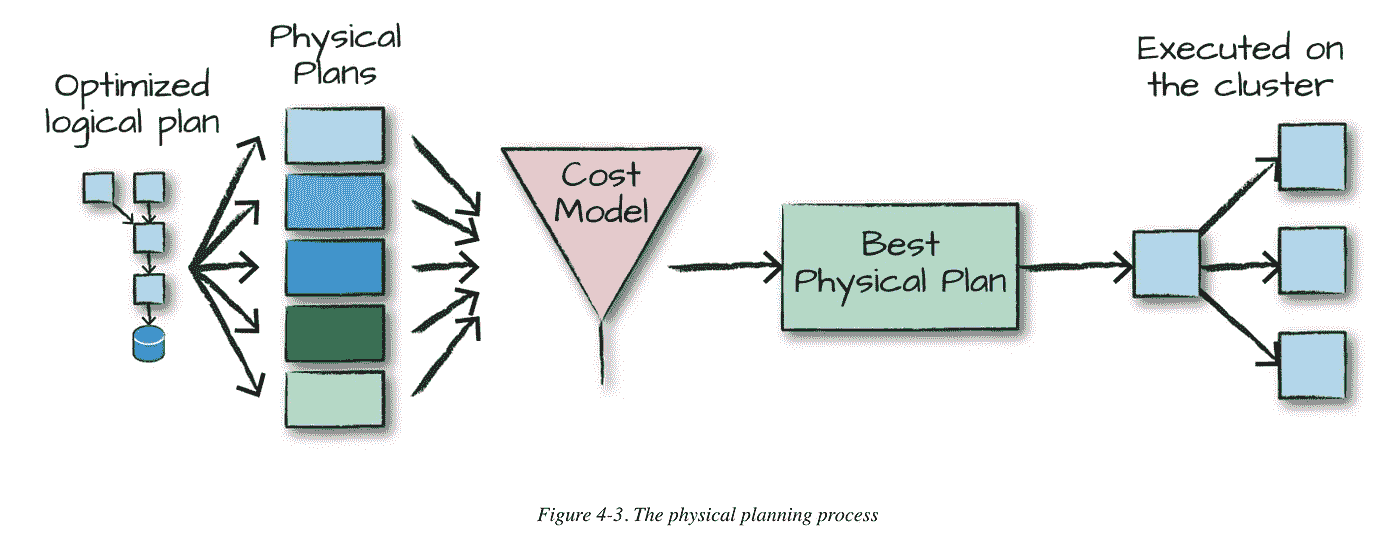 Physical
Plans
Optimized
logical plan
Executed on
the cluster
Cost
Model
Best
Physical Plan
Figure 4-3. The physical planning process